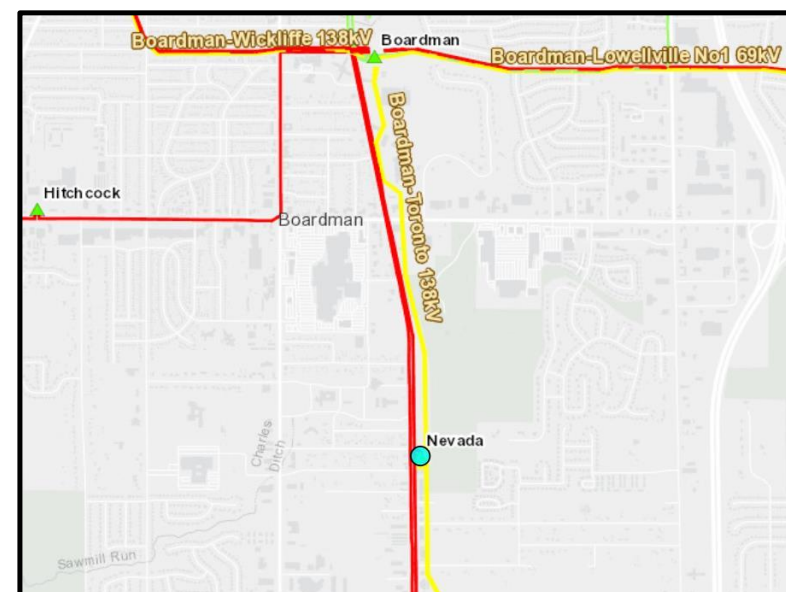 Boardman-Wickliffe 138kV
Boardman
Boardman-Lowellville No1 69kV
Boardman-Toronto 138kV
Hitchcock
Boardman
Nevada
Charles
Ditch
Sawmill Run